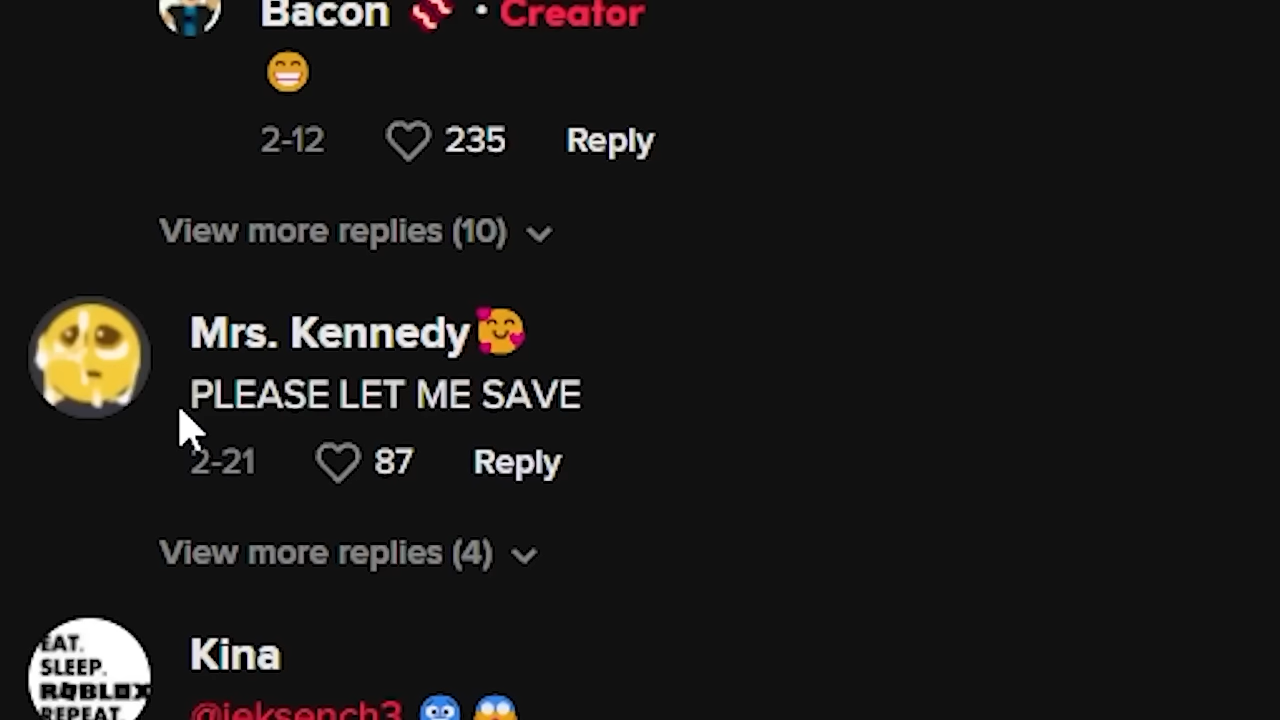 Bacon 🥓 · Creator
😁
2-12 235 Reply
View more replies (10)
Mrs. Kennedy🥰
PLEASE LET ME SAVE
2-21 87 Reply
View more replies (4)
EAT.
SLEEP.
ROBLOX
REPEAT.
Kina
@jeksench3 🥶 😱